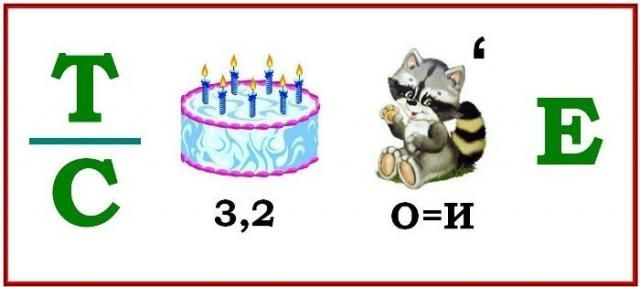 Т
С
3,2
‘
О=И
Е